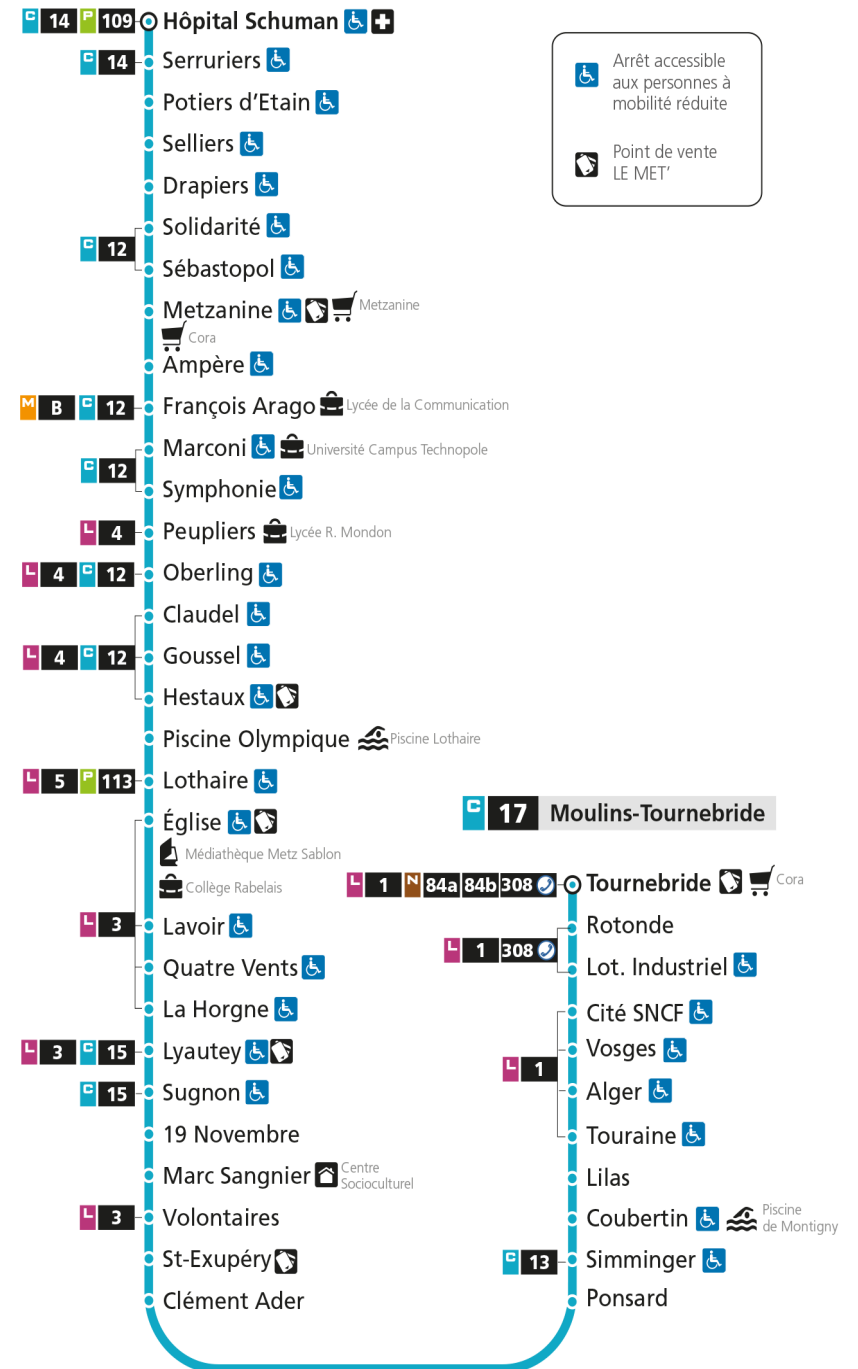 C 14 P 109 Hôpital Schuman
C 14 Serruriers
Potiers d'Etain
Selliers
Drapiers
Solidarité
C 12
Sébastopol
Metzanine Metzanine
Cora
Ampère
M B C 12 François Arago Lycée de la Communication
Marconi Université Campus Technopole
C 12
Symphonie
L 4 Peupliers Lycée R. Mondon
L 4 C 12 Oberling
Claudel
L 4 C 12 Goussel
Hestaux
Piscine Olympique Piscine Lothaire
L 5 P 113 Lothaire
Église
Médiathèque Metz Sablon
Collège Rabelais
L 3 Lavoir
Quatre Vents
La Horgne
L 3 C 15 Lyautey
C 15 Sugnon
19 Novembre
Marc Sangnier Centre
Socioculturel
L 3 Volontaires
St-Exupéry
Clément Ader
Arrêt accessible
aux personnes à
mobilité réduite
Point de vente
LE MET'
C 17 Moulins-Tournebride
L 1 N 84a 84b 308 Tournebride Cora
Rotonde
L 1 308
Lot. Industriel
Cité SNCF
Vosges
L 1
Alger
Touraine
Lilas
Coubertin Piscine
de Montigny
C 13 Simminger
Ponsard